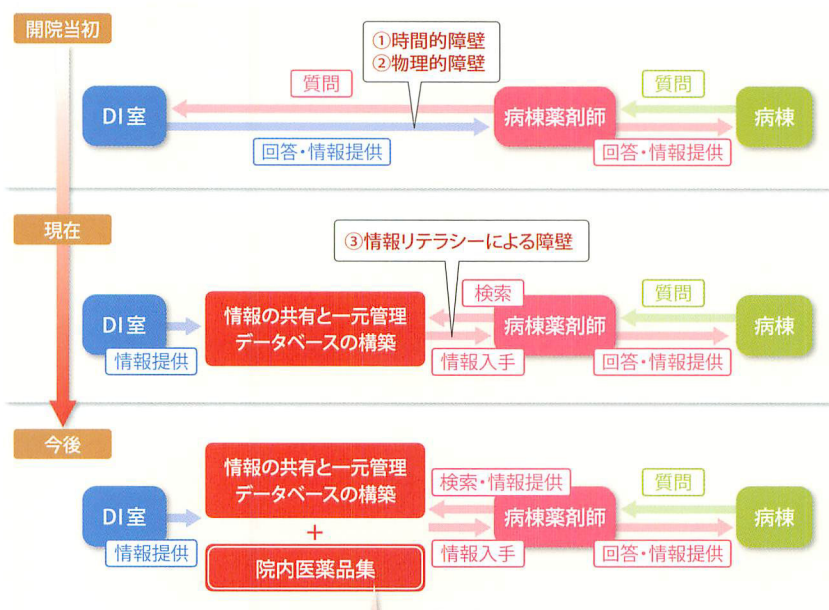 開院当初
①時間的障壁
②物理的障壁
質問
質問
DI室
病棟薬剤師
病棟
回答・情報提供
回答・情報提供
現在
③情報リテラシーによる障壁
検索
質問
DI室
情報の共有と一元管理
データベースの構築
病棟薬剤師
病棟
情報提供
情報入手
回答・情報提供
今後
情報の共有と一元管理
データベースの構築
検索・情報提供
質問
DI室
病棟薬剤師
病棟
+
情報提供
院内医薬品集
情報入手
回答・情報提供